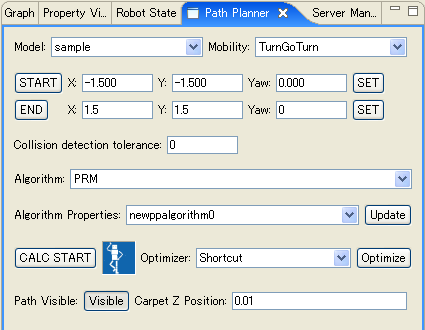 Graph Property Vi... Robot State Path Planner Server Man...
Model: sample Mobility: TurnGoTurn
START X: -1.500 Y: -1.500 Yaw: 0.000 SET
END X: 1.5 Y: 1.5 Yaw: 0 SET
Collision detection tolerance: 0
Algorithm: PRM
Algorithm Properties: newppalgorithm0 Update
CALC START Optimizer: Shortcut Optimize
Path Visible: Visible Carpet Z Position: 0.01